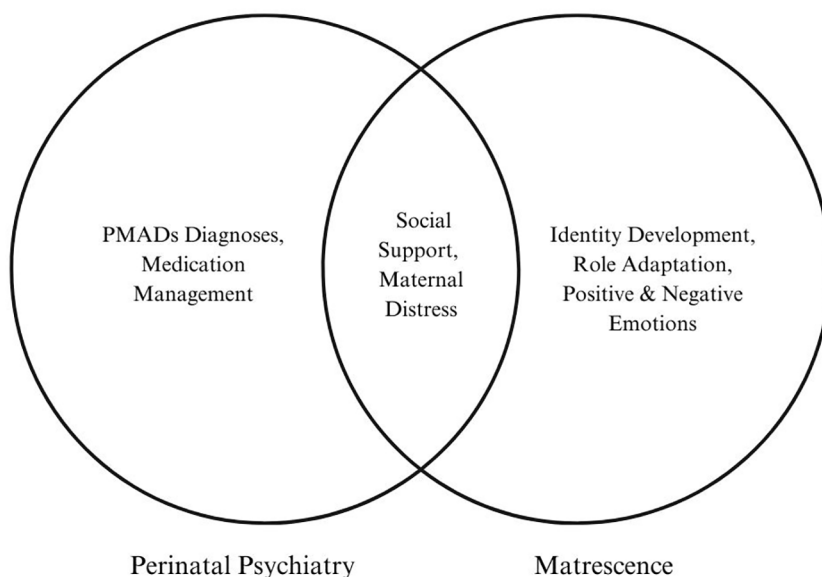 PMADs Diagnoses,
Medication
Management
Social
Support,
Maternal
Distress
Identity Development,
Role Adaptation,
Positive & Negative
Emotions
Perinatal Psychiatry
Matrescence